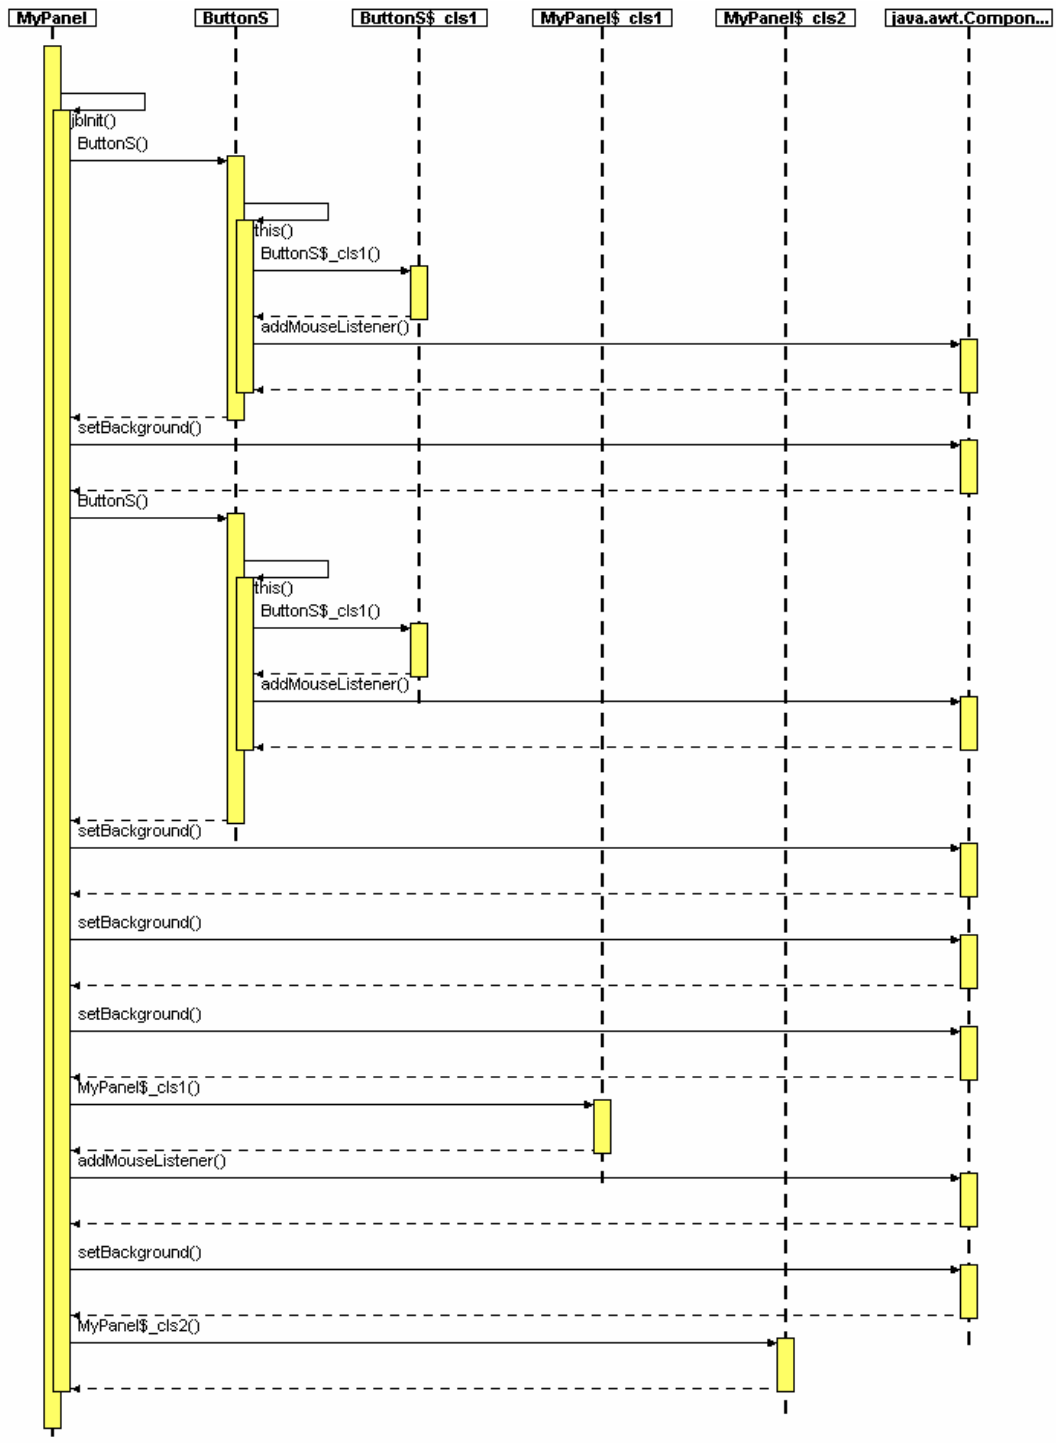 MyPanel ButtonS ButtonS$_cls1 MyPanel$_cls1 MyPanel$_cls2 java.awt.Compon...
jbInit()
ButtonS()
this()
ButtonS$_cls1()
addMouseListener()
setBackground()
ButtonS()
this()
ButtonS$_cls1()
addMouseListener()
setBackground()
setBackground()
setBackground()
MyPanel$_cls1()
addMouseListener()
setBackground()
MyPanel$_cls2()